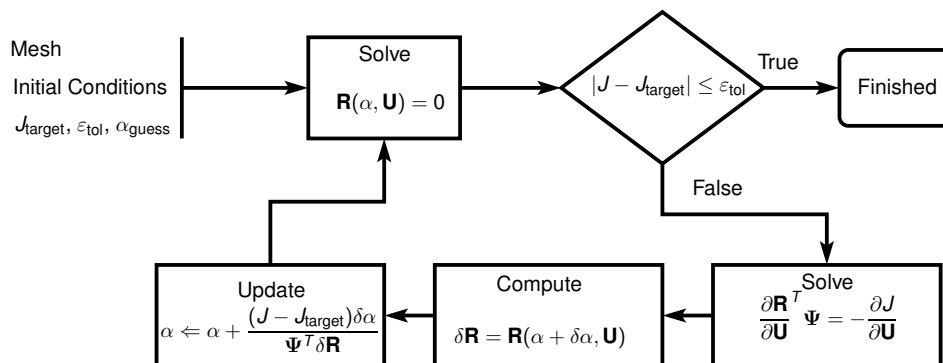 Mesh
Initial Conditions
J_target, ε_tol, α_guess
Solve
R(α, U) = 0
|J − J_target| ≤ ε_tol
True
Finished
False
Solve
∂R/∂U^T Ψ = −∂J/∂U
Compute
δR = R(α + δα, U)
Update
α ⇐ α + (J − J_target)δα / Ψ^T δR